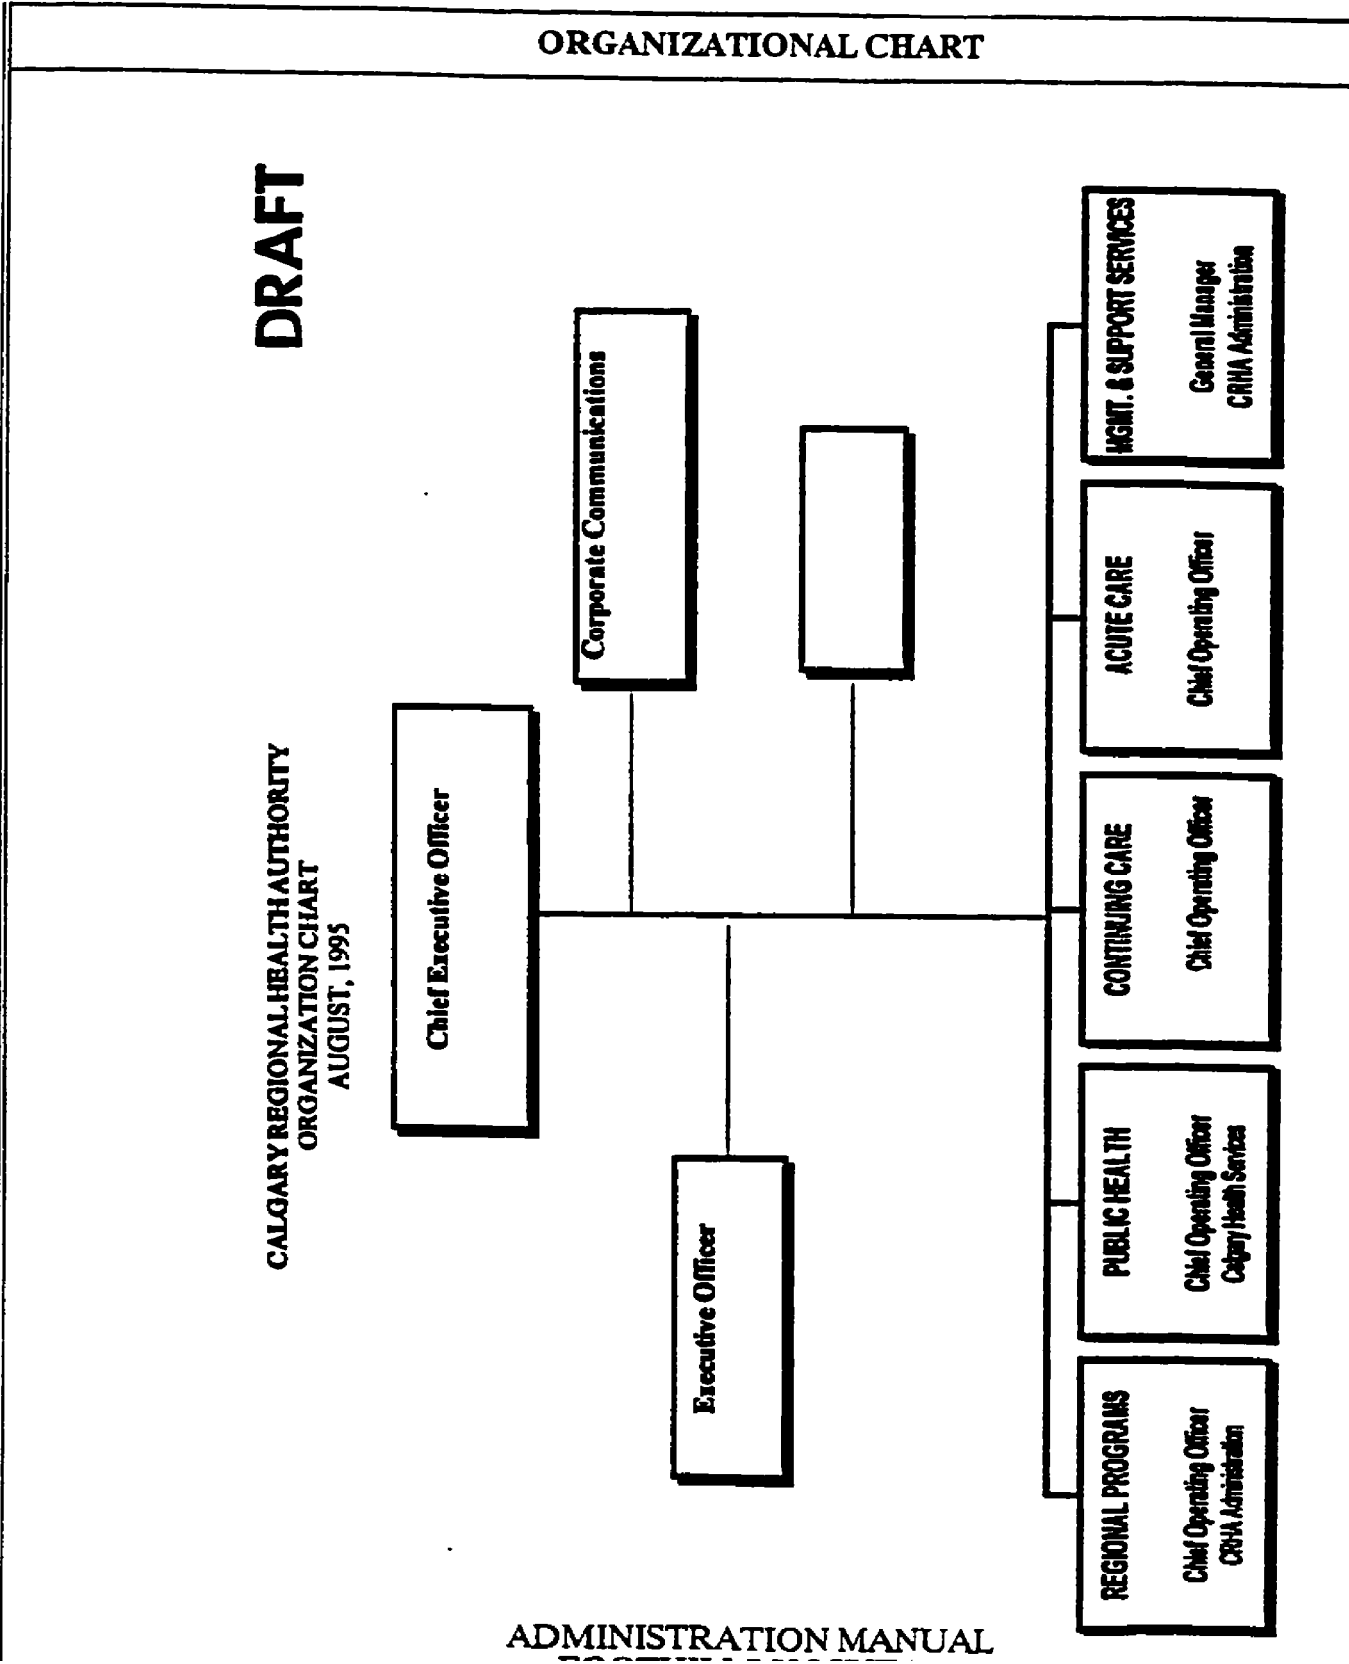 ORGANIZATIONAL CHART
DRAFT
CALGARY REGIONAL HEALTH AUTHORITY
ORGANIZATION CHART
AUGUST, 1995
Chief Executive Officer
Corporate Communications
Executive Officer
REGIONAL PROGRAMS
Chief Operating Officer
CRHA Administration
PUBLIC HEALTH
Chief Operating Officer
Calgary Health Services
CONTINUING CARE
Chief Operating Officer
ACUTE CARE
Chief Operating Officer
MGMT. & SUPPORT SERVICES
General Manager
CRHA Administration
ADMINISTRATION MANUAL